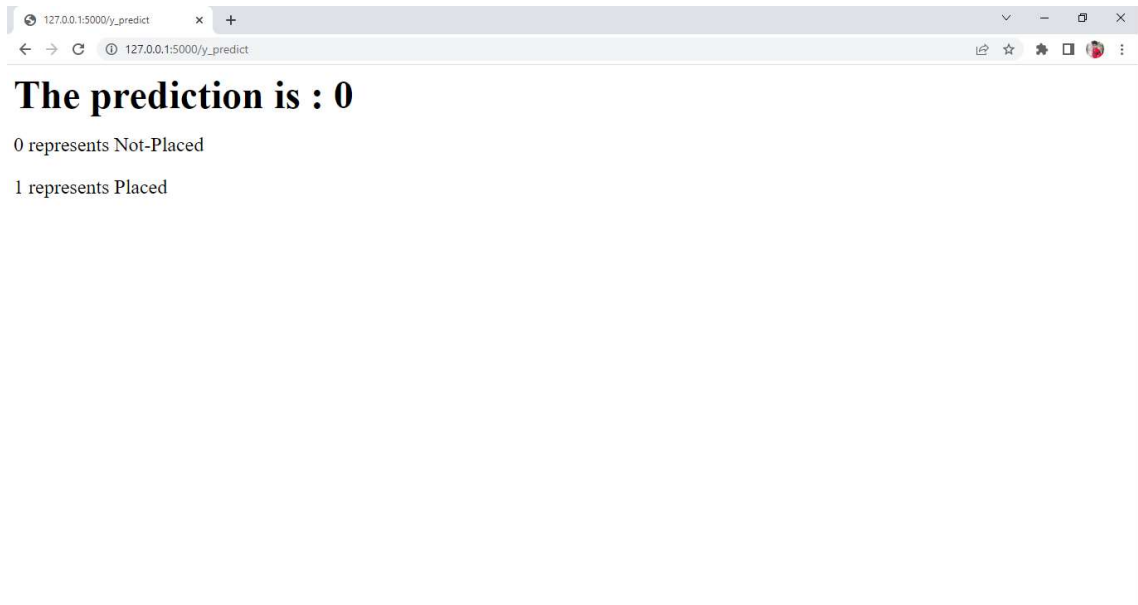 127.0.0.1:5000/y_predict
127.0.0.1:5000/y_predict
The prediction is : 0
0 represents Not-Placed
1 represents Placed